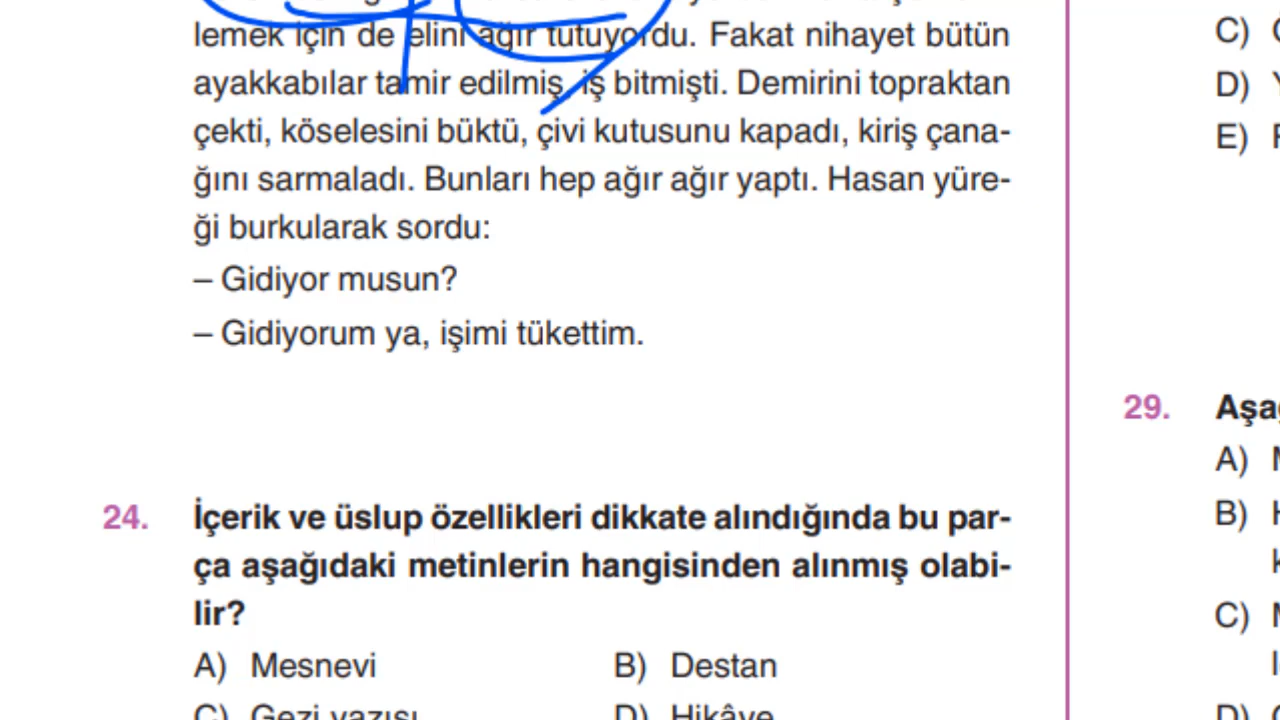 lemek için de elini ağır tutuyordu. Fakat nihayet bütün
ayakkabılar tamir edilmiş, iş bitmişti. Demirini topraktan
çekti, köselesini büktü, çivi kutusunu kapadı, kiriş çana-
ğını sarmaladı. Bunları hep ağır ağır yaptı. Hasan yüre-
ği burkularak sordu:
– Gidiyor musun?
– Gidiyorum ya, işimi tükettim.
24. İçerik ve üslup özellikleri dikkate alındığında bu par-
ça aşağıdaki metinlerin hangisinden alınmış olabi-
lir?
A) Mesnevi B) Destan
C) Gezi yazısı D) Hikâye
C)
D)
E)
29.
A)
B)
C)
D)